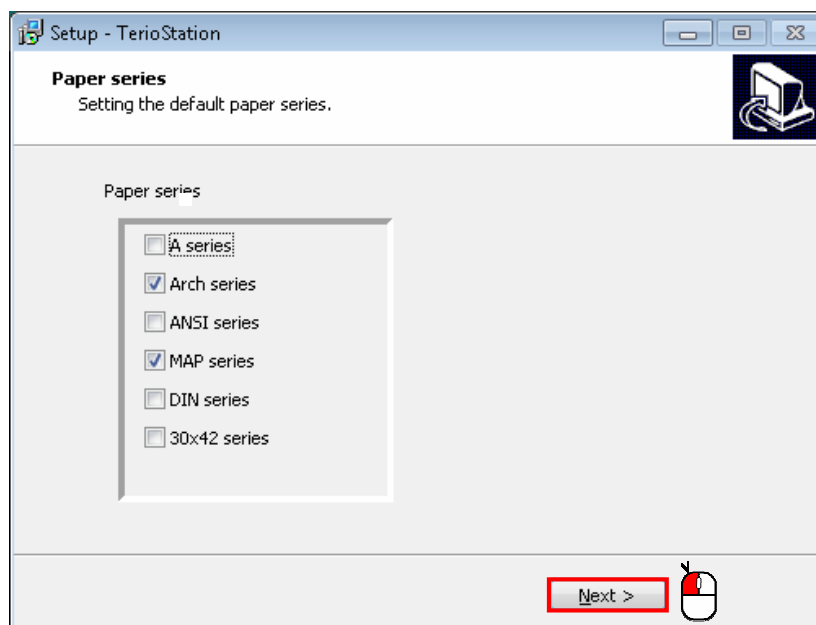 Setup - TerioStation
Paper series
Setting the default paper series.
Paper series
A series
Arch series
ANSI series
MAP series
DIN series
30x42 series
Next >